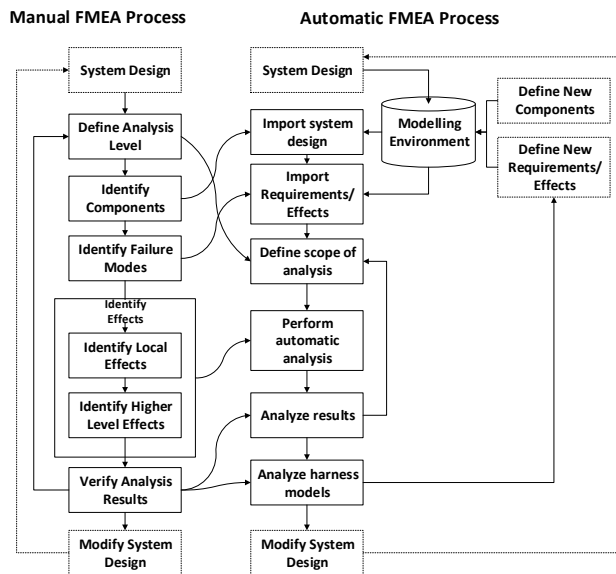 Manual FMEA Process
Automatic FMEA Process
System Design
Define Analysis
Level
Identify
Components
Identify Failure
Modes
Identify
Effects
Identify Local
Effects
Identify Higher
Level Effects
Verify Analysis
Results
Modify System
Design
System Design
Import system
design
Import
Requirements/
Effects
Define scope of
analysis
Perform
automatic
analysis
Analyze results
Analyze harness
models
Modify System
Design
Modelling
Environment
Define New
Components
Define New
Requirements/
Effects